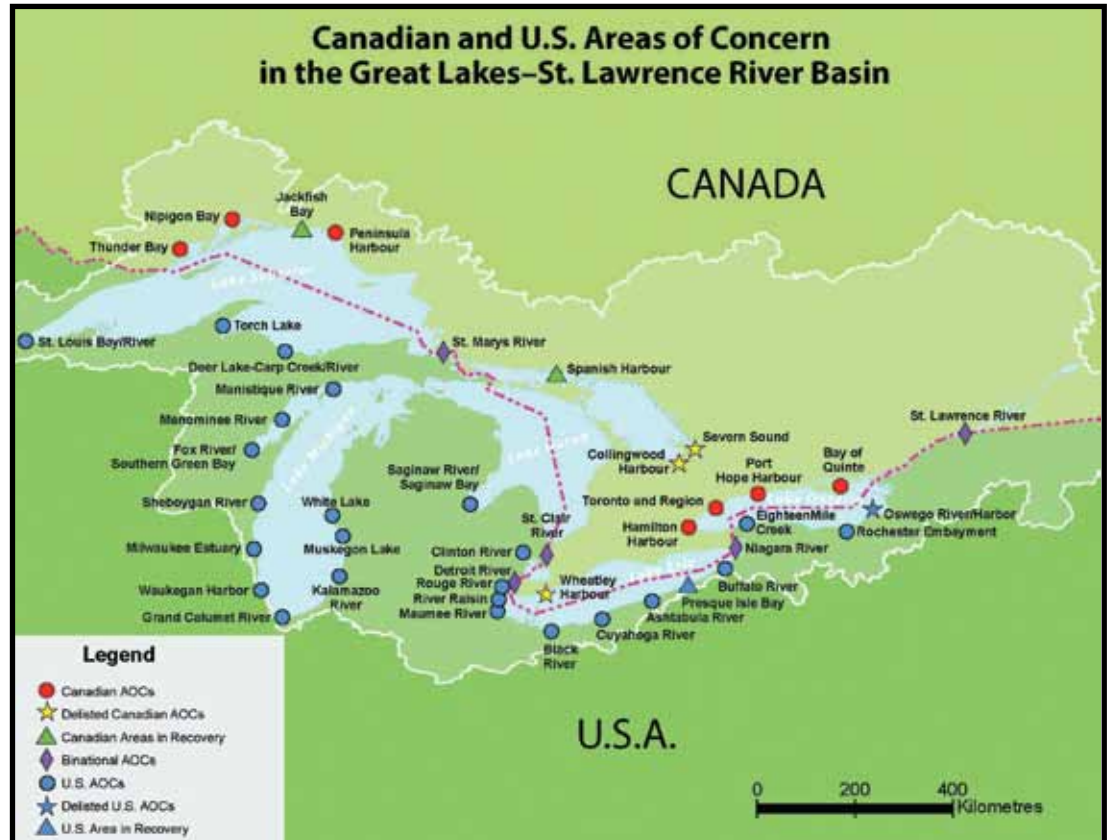 Canadian and U.S. Areas of Concern
in the Great Lakes–St. Lawrence River Basin
CANADA
Jackfish
Bay
Nipigon Bay
Peninsula
Harbour
Thunder Bay
Lake Superior
Torch Lake
St. Louis Bay/River
St. Marys River
Deer Lake-Carp Creek/River
Spanish Harbour
Manistique River
Menominee River
St. Lawrence River
Severn Sound
Collingwood
Harbour
Fox River/
Southern Green Bay
Lake Michigan
Lake Huron
Saginaw River/
Saginaw Bay
Port
Hope Harbour
Bay of
Quinte
Sheboygan River
White Lake
Toronto and Region
EighteenMile
Creek
Oswego River/Harbor
St. Clair
River
Hamilton
Harbour
Rochester Embayment
Milwaukee Estuary
Muskegon Lake
Clinton River
Niagara River
Detroit River
Rouge River
Wheatley
Harbour
Buffalo River
Waukegan Harbor
Kalamazoo
River
River Raisin
Presque Isle Bay
Maumee River
Ashtabula River
Grand Calumet River
Cuyahoga River
Black
River
Legend
Canadian AOCs
Delisted Canadian AOCs
Canadian Areas in Recovery
Binational AOCs
U.S. AOCs
Delisted U.S. AOCs
U.S. Area in Recovery
U.S.A.
0 200 400
Kilometres